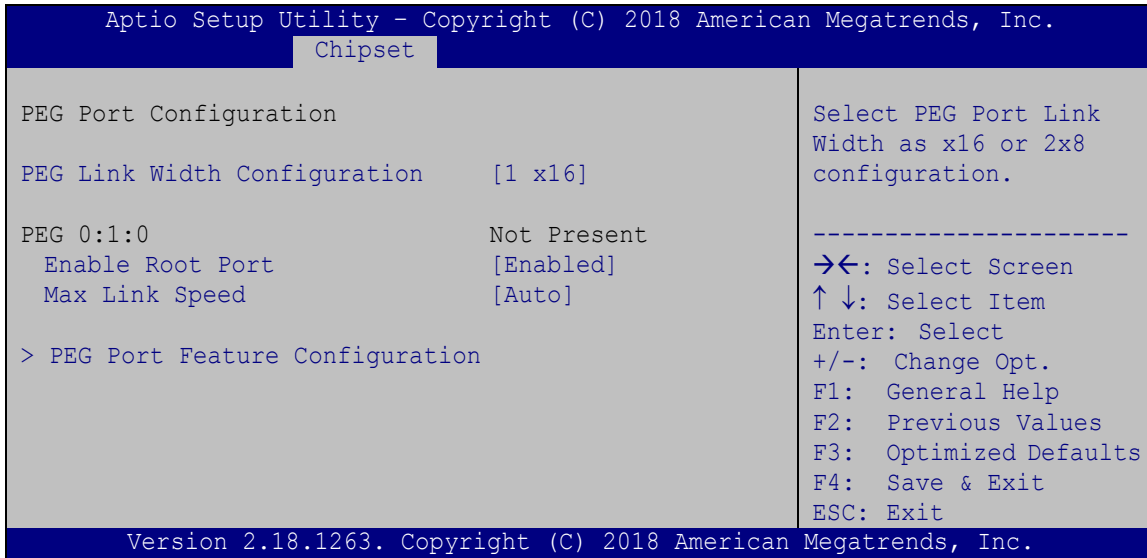 Aptio Setup Utility – Copyright (C) 2018 American Megatrends, Inc.
Chipset
PEG Port Configuration
PEG Link Width Configuration [1 x16]
PEG 0:1:0 Not Present
Enable Root Port [Enabled]
Max Link Speed [Auto]
> PEG Port Feature Configuration
Select PEG Port Link
Width as x16 or 2x8
configuration.
----------------------
→←: Select Screen
↑ ↓: Select Item
Enter: Select
+/-: Change Opt.
F1: General Help
F2: Previous Values
F3: Optimized Defaults
F4: Save & Exit
ESC: Exit
Version 2.18.1263. Copyright (C) 2018 American Megatrends, Inc.